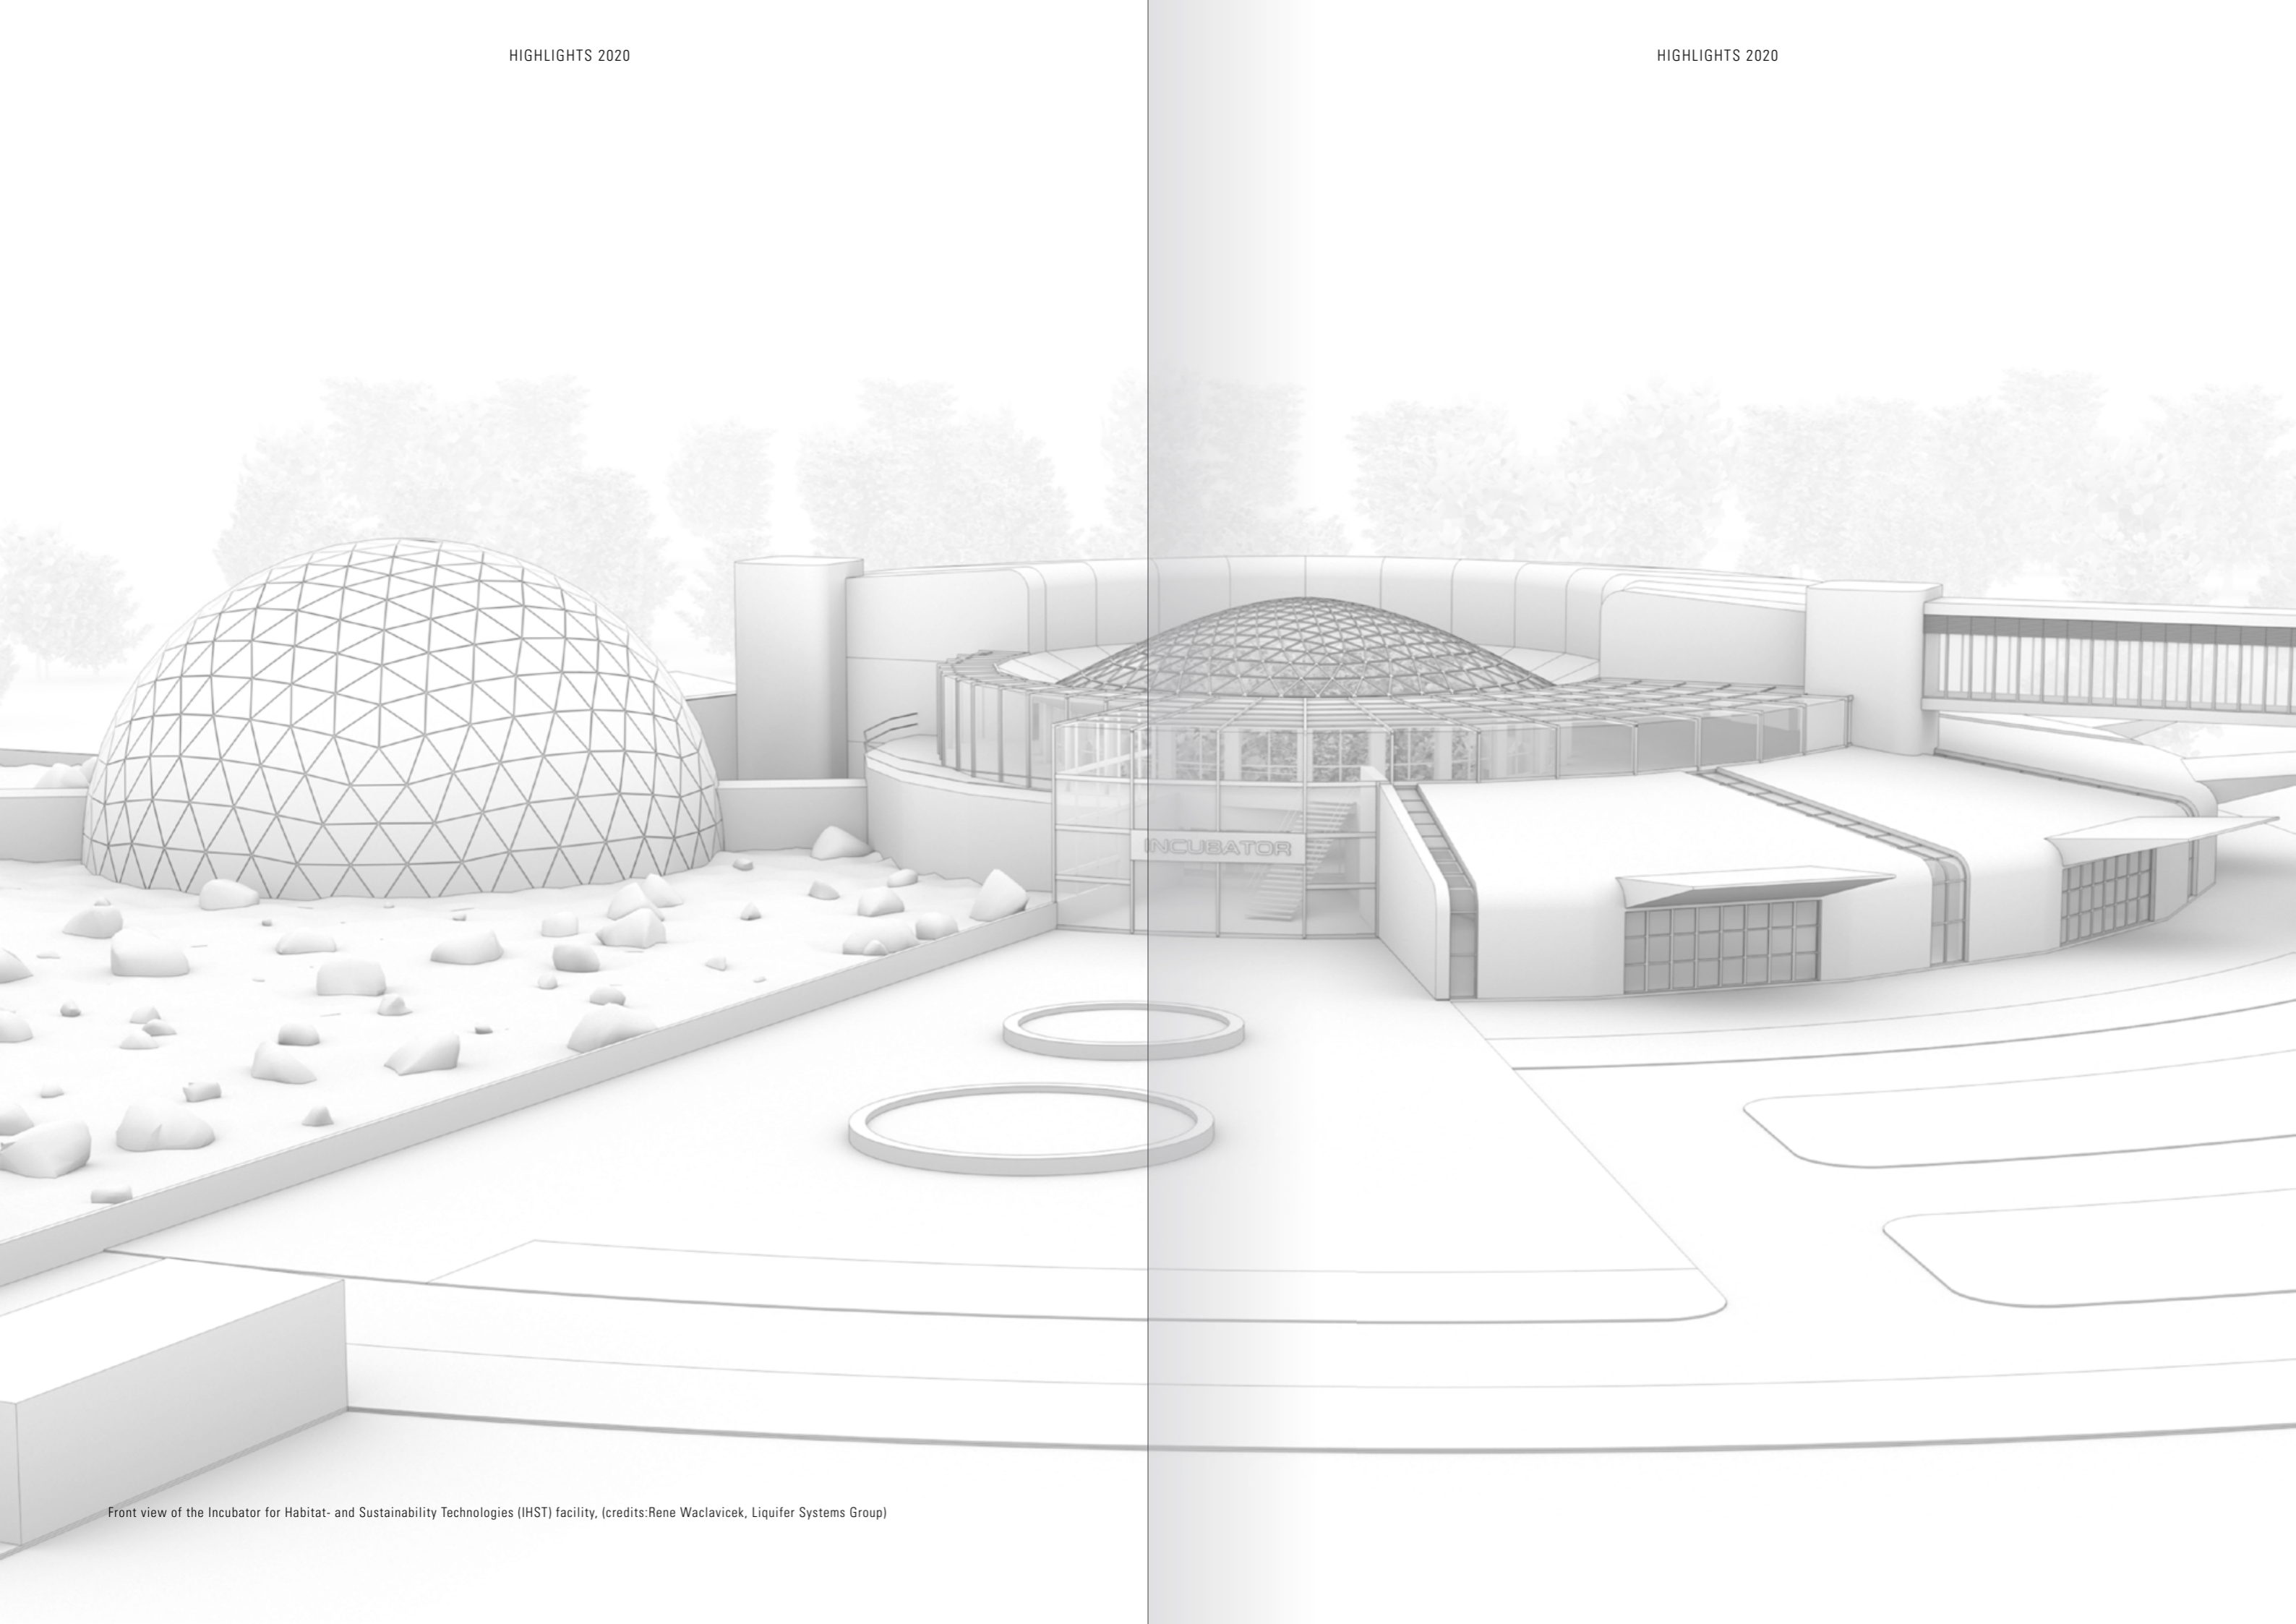 HIGHLIGHTS 2020
HIGHLIGHTS 2020
INCUBATOR
Front view of the Incubator for Habitat- and Sustainability Technologies (IHST) facility, (credits:Rene Waclavicek, Liquifer Systems Group)